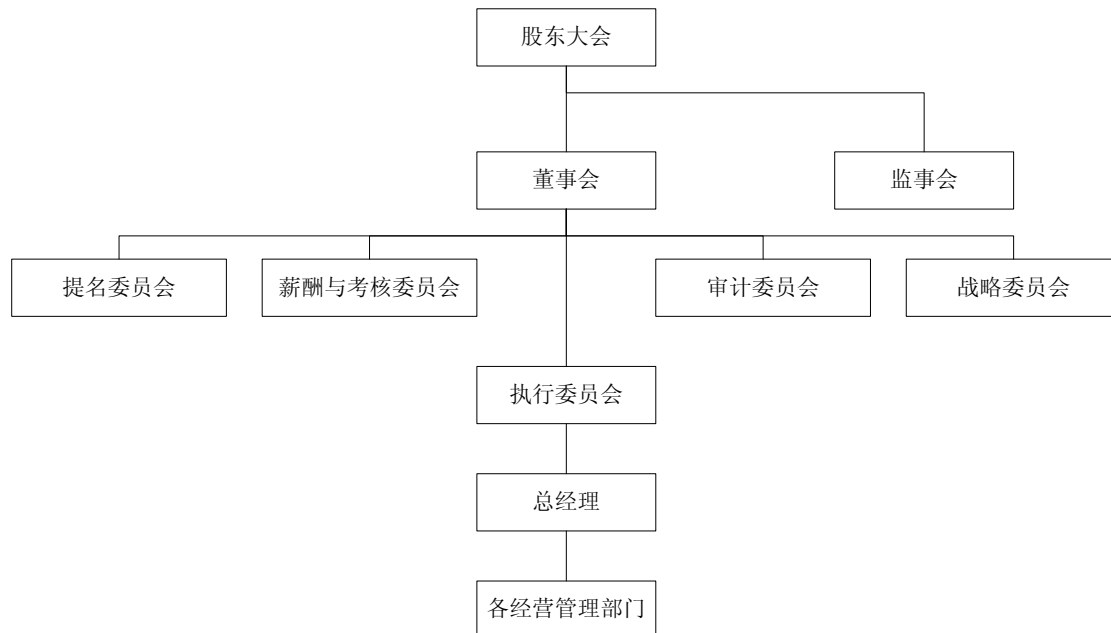 股东大会
董事会
监事会
提名委员会
薪酬与考核委员会
审计委员会
战略委员会
执行委员会
总经理
各经营管理部门